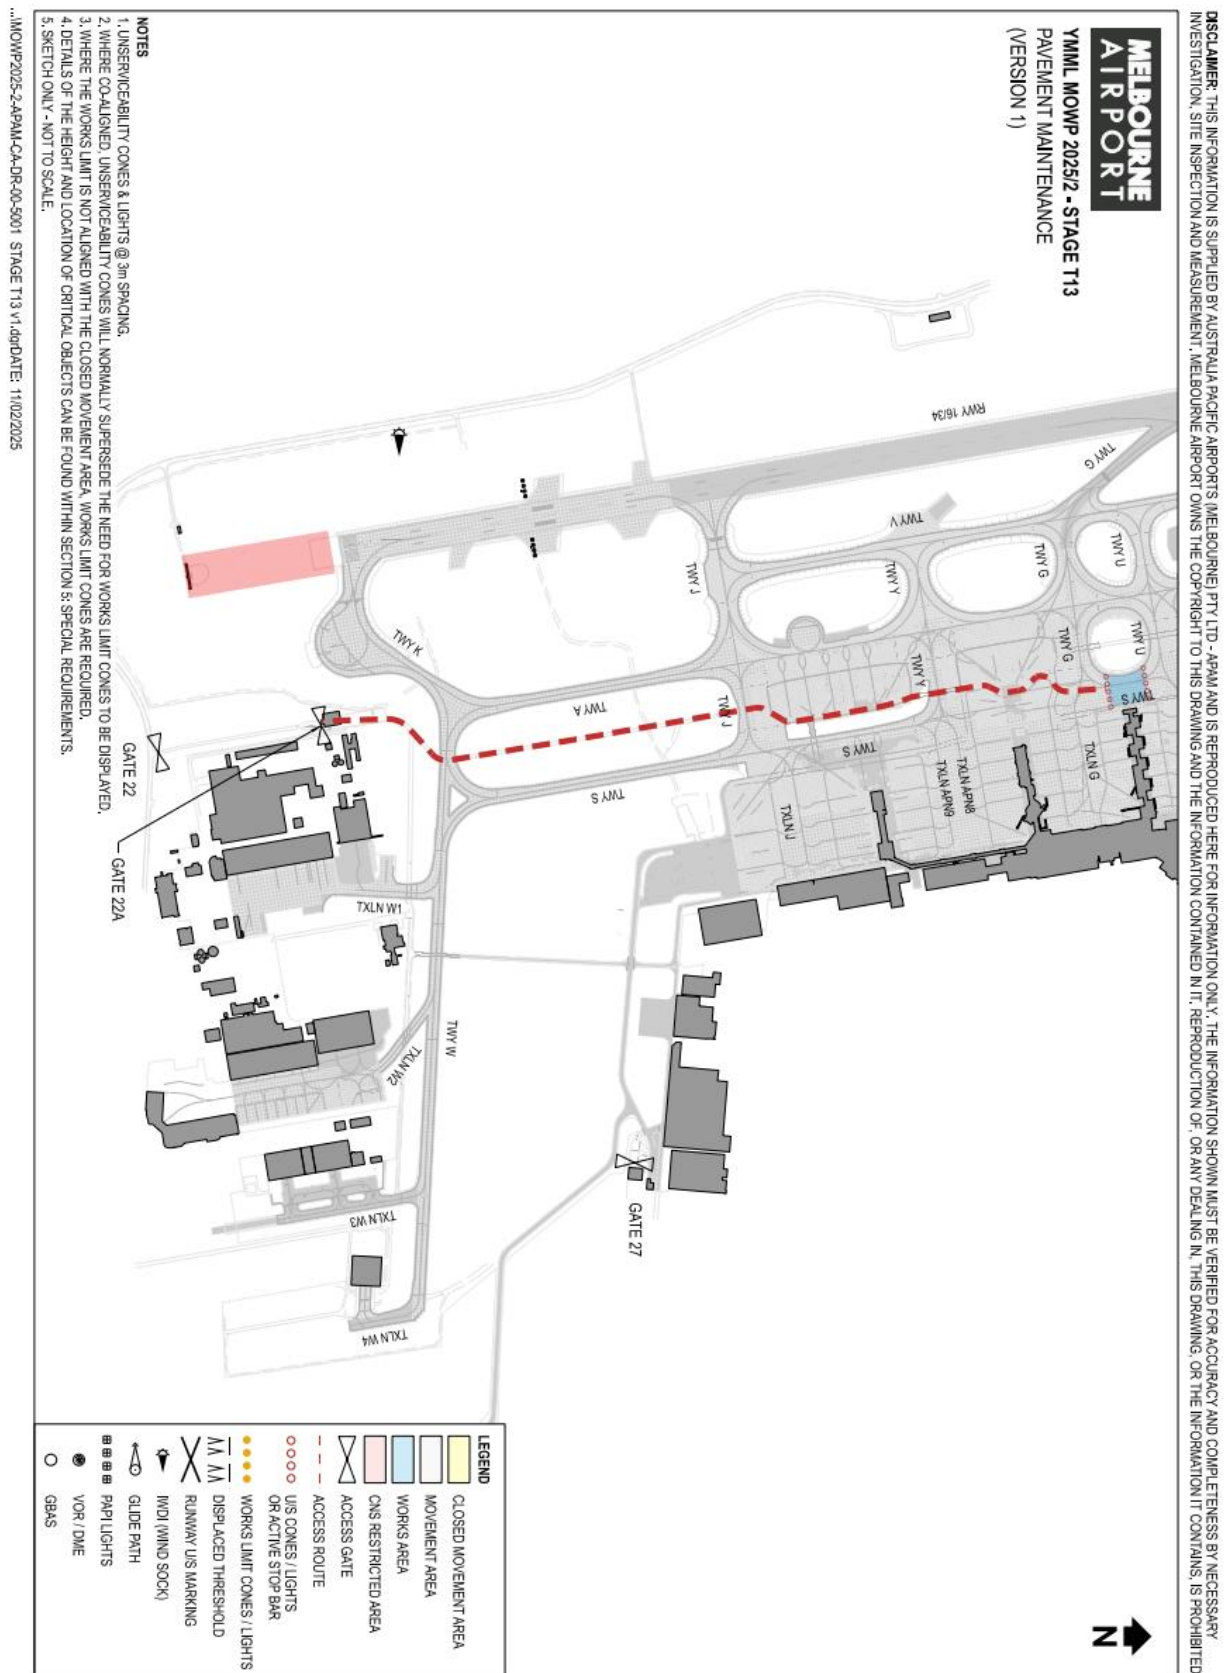 DISCLAIMER: THIS INFORMATION IS SUPPLIED BY AUSTRALIA PACIFIC AIRPORTS (MELBOURNE) PTY LTD - APAM AND IS REPRODUCED HERE FOR INFORMATION ONLY. THE INFORMATION SHOWN MUST BE VERIFIED FOR ACCURACY AND COMPLETENESS BY NECESSARY
INVESTIGATION, SITE INSPECTION AND MEASUREMENT. MELBOURNE AIRPORT OWNS THE COPYRIGHT TO THIS DRAWING AND THE INFORMATION CONTAINED IN IT. REPRODUCTION OF, OR ANY DEALING IN, THIS DRAWING, OR THE INFORMATION IT CONTAINS, IS PROHIBITED
MELBOURNE
AIRPORT
YMML MOWP 2025/2 - STAGE T13
PAVEMENT MAINTENANCE
(VERSION 1)
N
RWY 16/34
TWY G
TWY V
TWY U
TWY G
TWY J
TWY Y
TWY U
TWY G
TWY S
TWY Y
TWY K
TWY A
TWY J
TWY S
TXLN G
TXLN APN8
TXLN APN9
TWY S
TXLN J
GATE 22
GATE 22A
TXLN W1
TWY W
TXLN W2
GATE 27
TXLN W3
TXLN W4
NOTES
1. UNSERVICEABILITY CONES & LIGHTS @ 3m SPACING.
2. WHERE CO-ALIGNED, UNSERVICEABILITY CONES WILL NORMALLY SUPERSEDE THE NEED FOR WORKS LIMIT CONES TO BE DISPLAYED.
3. WHERE THE WORKS LIMIT IS NOT ALIGNED WITH THE CLOSED MOVEMENT AREA, WORKS LIMIT CONES ARE REQUIRED.
4. DETAILS OF THE HEIGHT AND LOCATION OF CRITICAL OBJECTS CAN BE FOUND WITHIN SECTION 5: SPECIAL REQUIREMENTS.
5. SKETCH ONLY - NOT TO SCALE.
LEGEND
CLOSED MOVEMENT AREA
MOVEMENT AREA
WORKS AREA
CNS RESTRICTED AREA
ACCESS GATE
ACCESS ROUTE
U/S CONES / LIGHTS
OR ACTIVE STOP BAR
WORKS LIMIT CONES / LIGHTS
DISPLACED THRESHOLD
RUNWAY U/S MARKING
IWDI (WIND SOCK)
GLIDE PATH
PAPI LIGHTS
VOR / DME
GBAS
...\MOWP2025-2-APAM-CA-DR-00-5001 STAGE T13 v1.dgnDATE: 11/02/2025